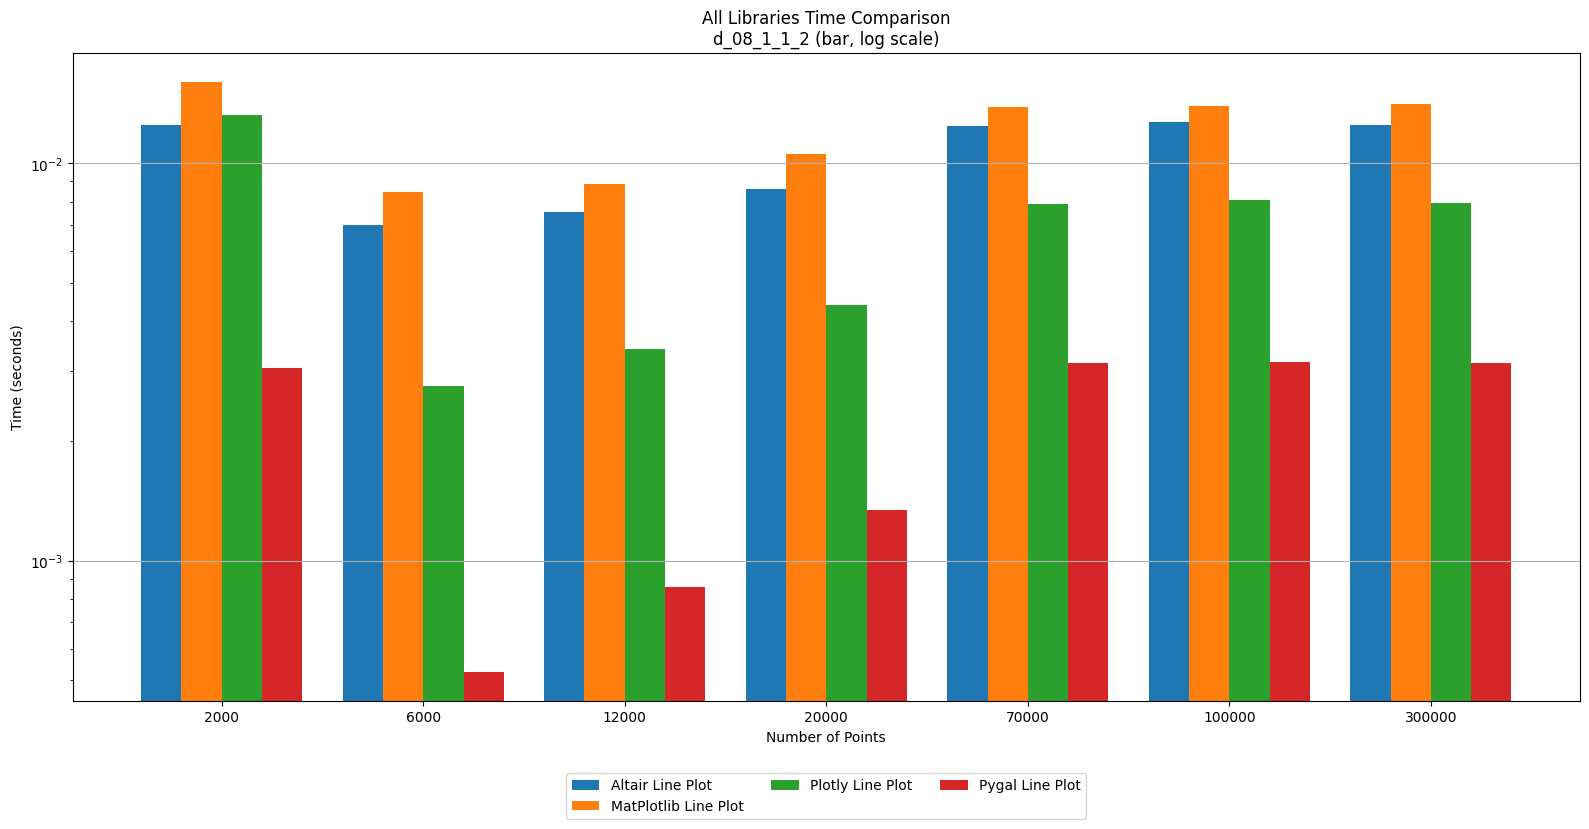 All Libraries Time Comparison
d_08_1_1_2 (bar, log scale)
Time (seconds)
10⁻²
10⁻³
2000 6000 12000 20000 70000 100000 300000
Number of Points
Altair Line Plot Plotly Line Plot Pygal Line Plot
MatPlotlib Line Plot